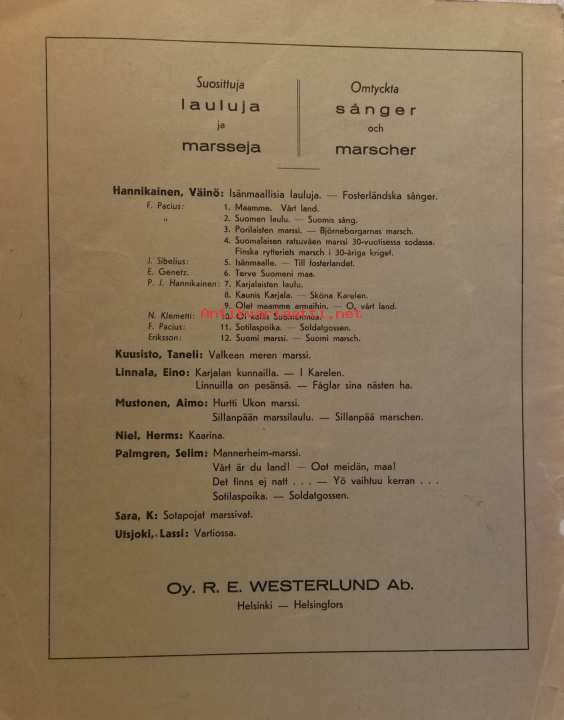 Suosittuja
lauluja
ja
marsseja
Omtyckta
sånger
och
marscher
Hannikainen, Väinö: Isänmaallisia lauluja. — Fosterländska sånger.
F. Pacius: 1. Maamme. Vårt land.
„ 2. Suomen laulu. — Suomis sång.
3. Porilaisten marssi. — Björneborgarnas marsch.
4. Suomalaisen ratsuväen marssi 30-vuotisessa sodassa.
Finska rytteriets marsch i 30-åriga kriget.
J. Sibelius: 5. Isänmaalle. — Till fosterlandet.
E. Genetz: 6. Terve Suomeni maa.
P. J. Hannikainen: 7. Karjalaisten laulu.
8. Kaunis Karjala. — Sköna Karelen.
9. Olet maamme armahin. — O, vårt land.
N. Klemetti: 10. Oi kallis Suomenmaa.
F. Pacius: 11. Sotilaspoika. — Soldatgossen.
Eriksson: 12. Suomi marssi. — Suomi marsch.
Antikvariaatti.net
Kuusisto, Taneli: Valkean meren marssi.
Linnala, Eino: Karjalan kunnailla. — I Karelen.
Linnuilla on pesänsä. — Fåglar sina nästen ha.
Mustonen, Aimo: Hurtti Ukon marssi.
Sillanpään marssilaulu. — Sillanpää marschen.
Niel, Herms: Kaarina.
Palmgren, Selim: Mannerheim-marssi.
Vårt är du land! — Oot meidän, maa!
Det finns ej natt . . . — Yö vaihtuu kerran . . .
Sotilaspoika. — Soldatgossen.
Sara, K: Sotapojat marssivat.
Utsjoki, Lassi: Vartiossa.
Oy. R. E. WESTERLUND Ab.
Helsinki — Helsingfors